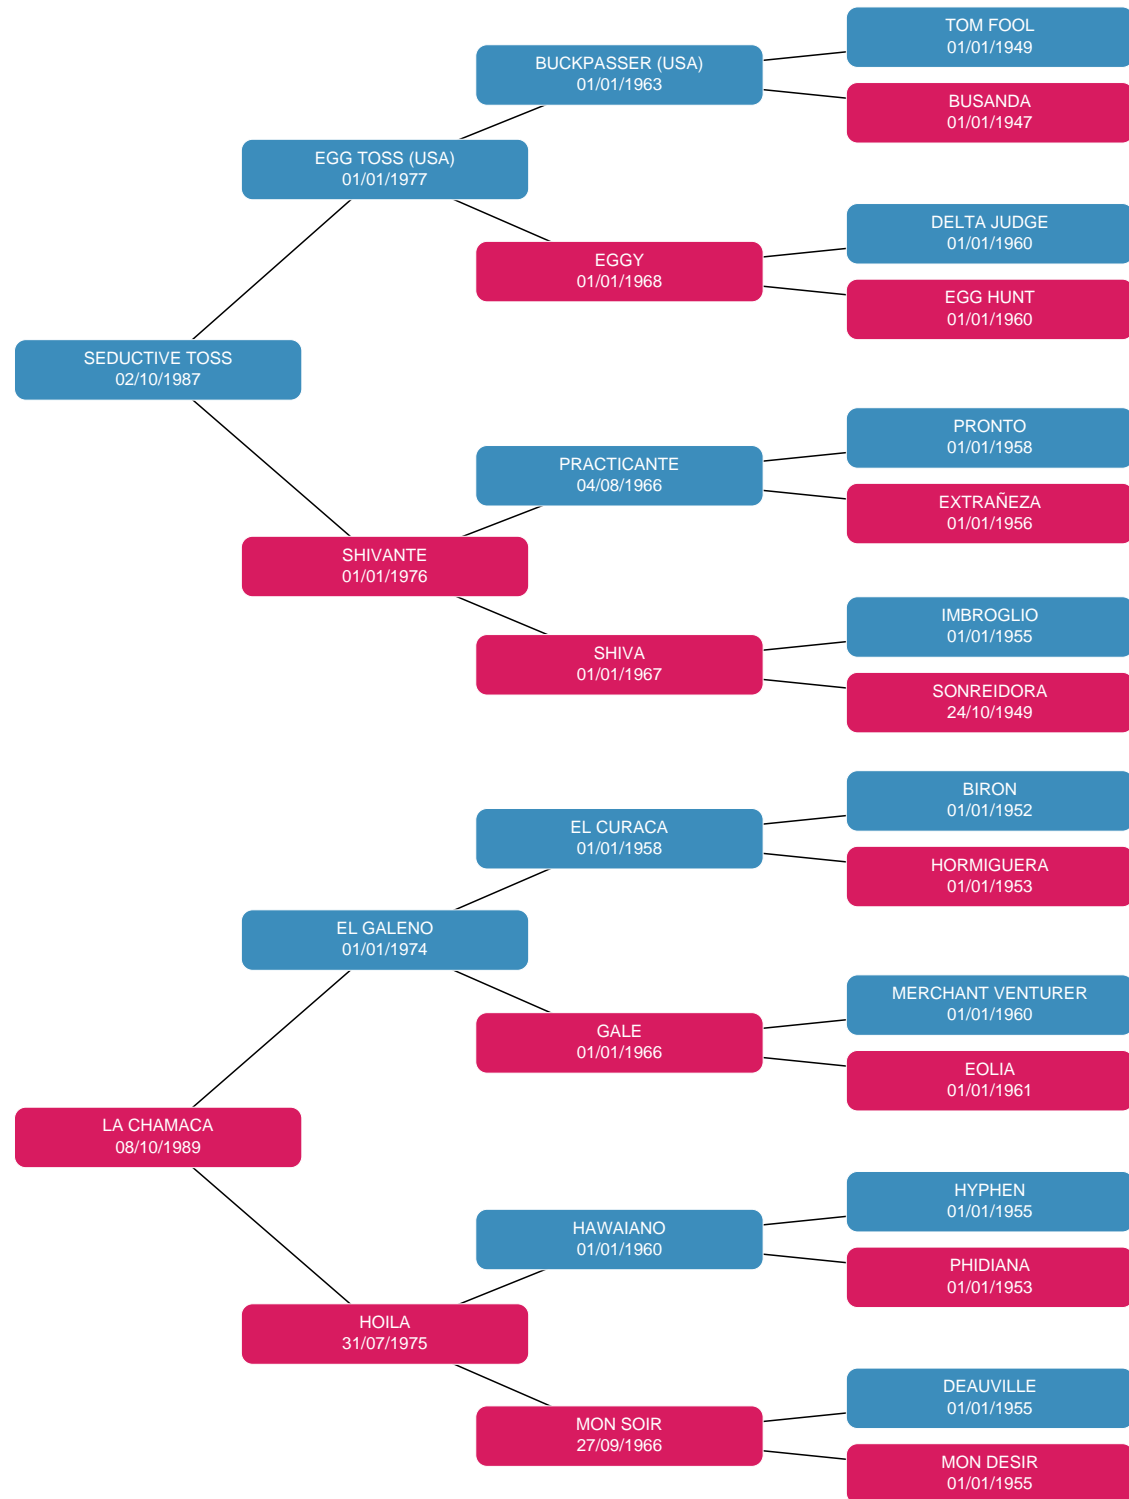 TOM FOOL
01/01/1949
BUCKPASSER (USA)
01/01/1963
BUSANDA
01/01/1947
EGG TOSS (USA)
01/01/1977
DELTA JUDGE
01/01/1960
EGGY
01/01/1968
EGG HUNT
01/01/1960
SEDUCTIVE TOSS
02/10/1987
PRONTO
01/01/1958
PRACTICANTE
04/08/1966
EXTRAÑEZA
01/01/1956
SHIVANTE
01/01/1976
IMBROGLIO
01/01/1955
SHIVA
01/01/1967
SONREIDORA
24/10/1949
BIRON
01/01/1952
EL CURACA
01/01/1958
HORMIGUERA
01/01/1953
EL GALENO
01/01/1974
MERCHANT VENTURER
01/01/1960
GALE
01/01/1966
EOLIA
01/01/1961
LA CHAMACA
08/10/1989
HYPHEN
01/01/1955
HAWAIANO
01/01/1960
PHIDIANA
01/01/1953
HOILA
31/07/1975
DEAUVILLE
01/01/1955
MON SOIR
27/09/1966
MON DESIR
01/01/1955